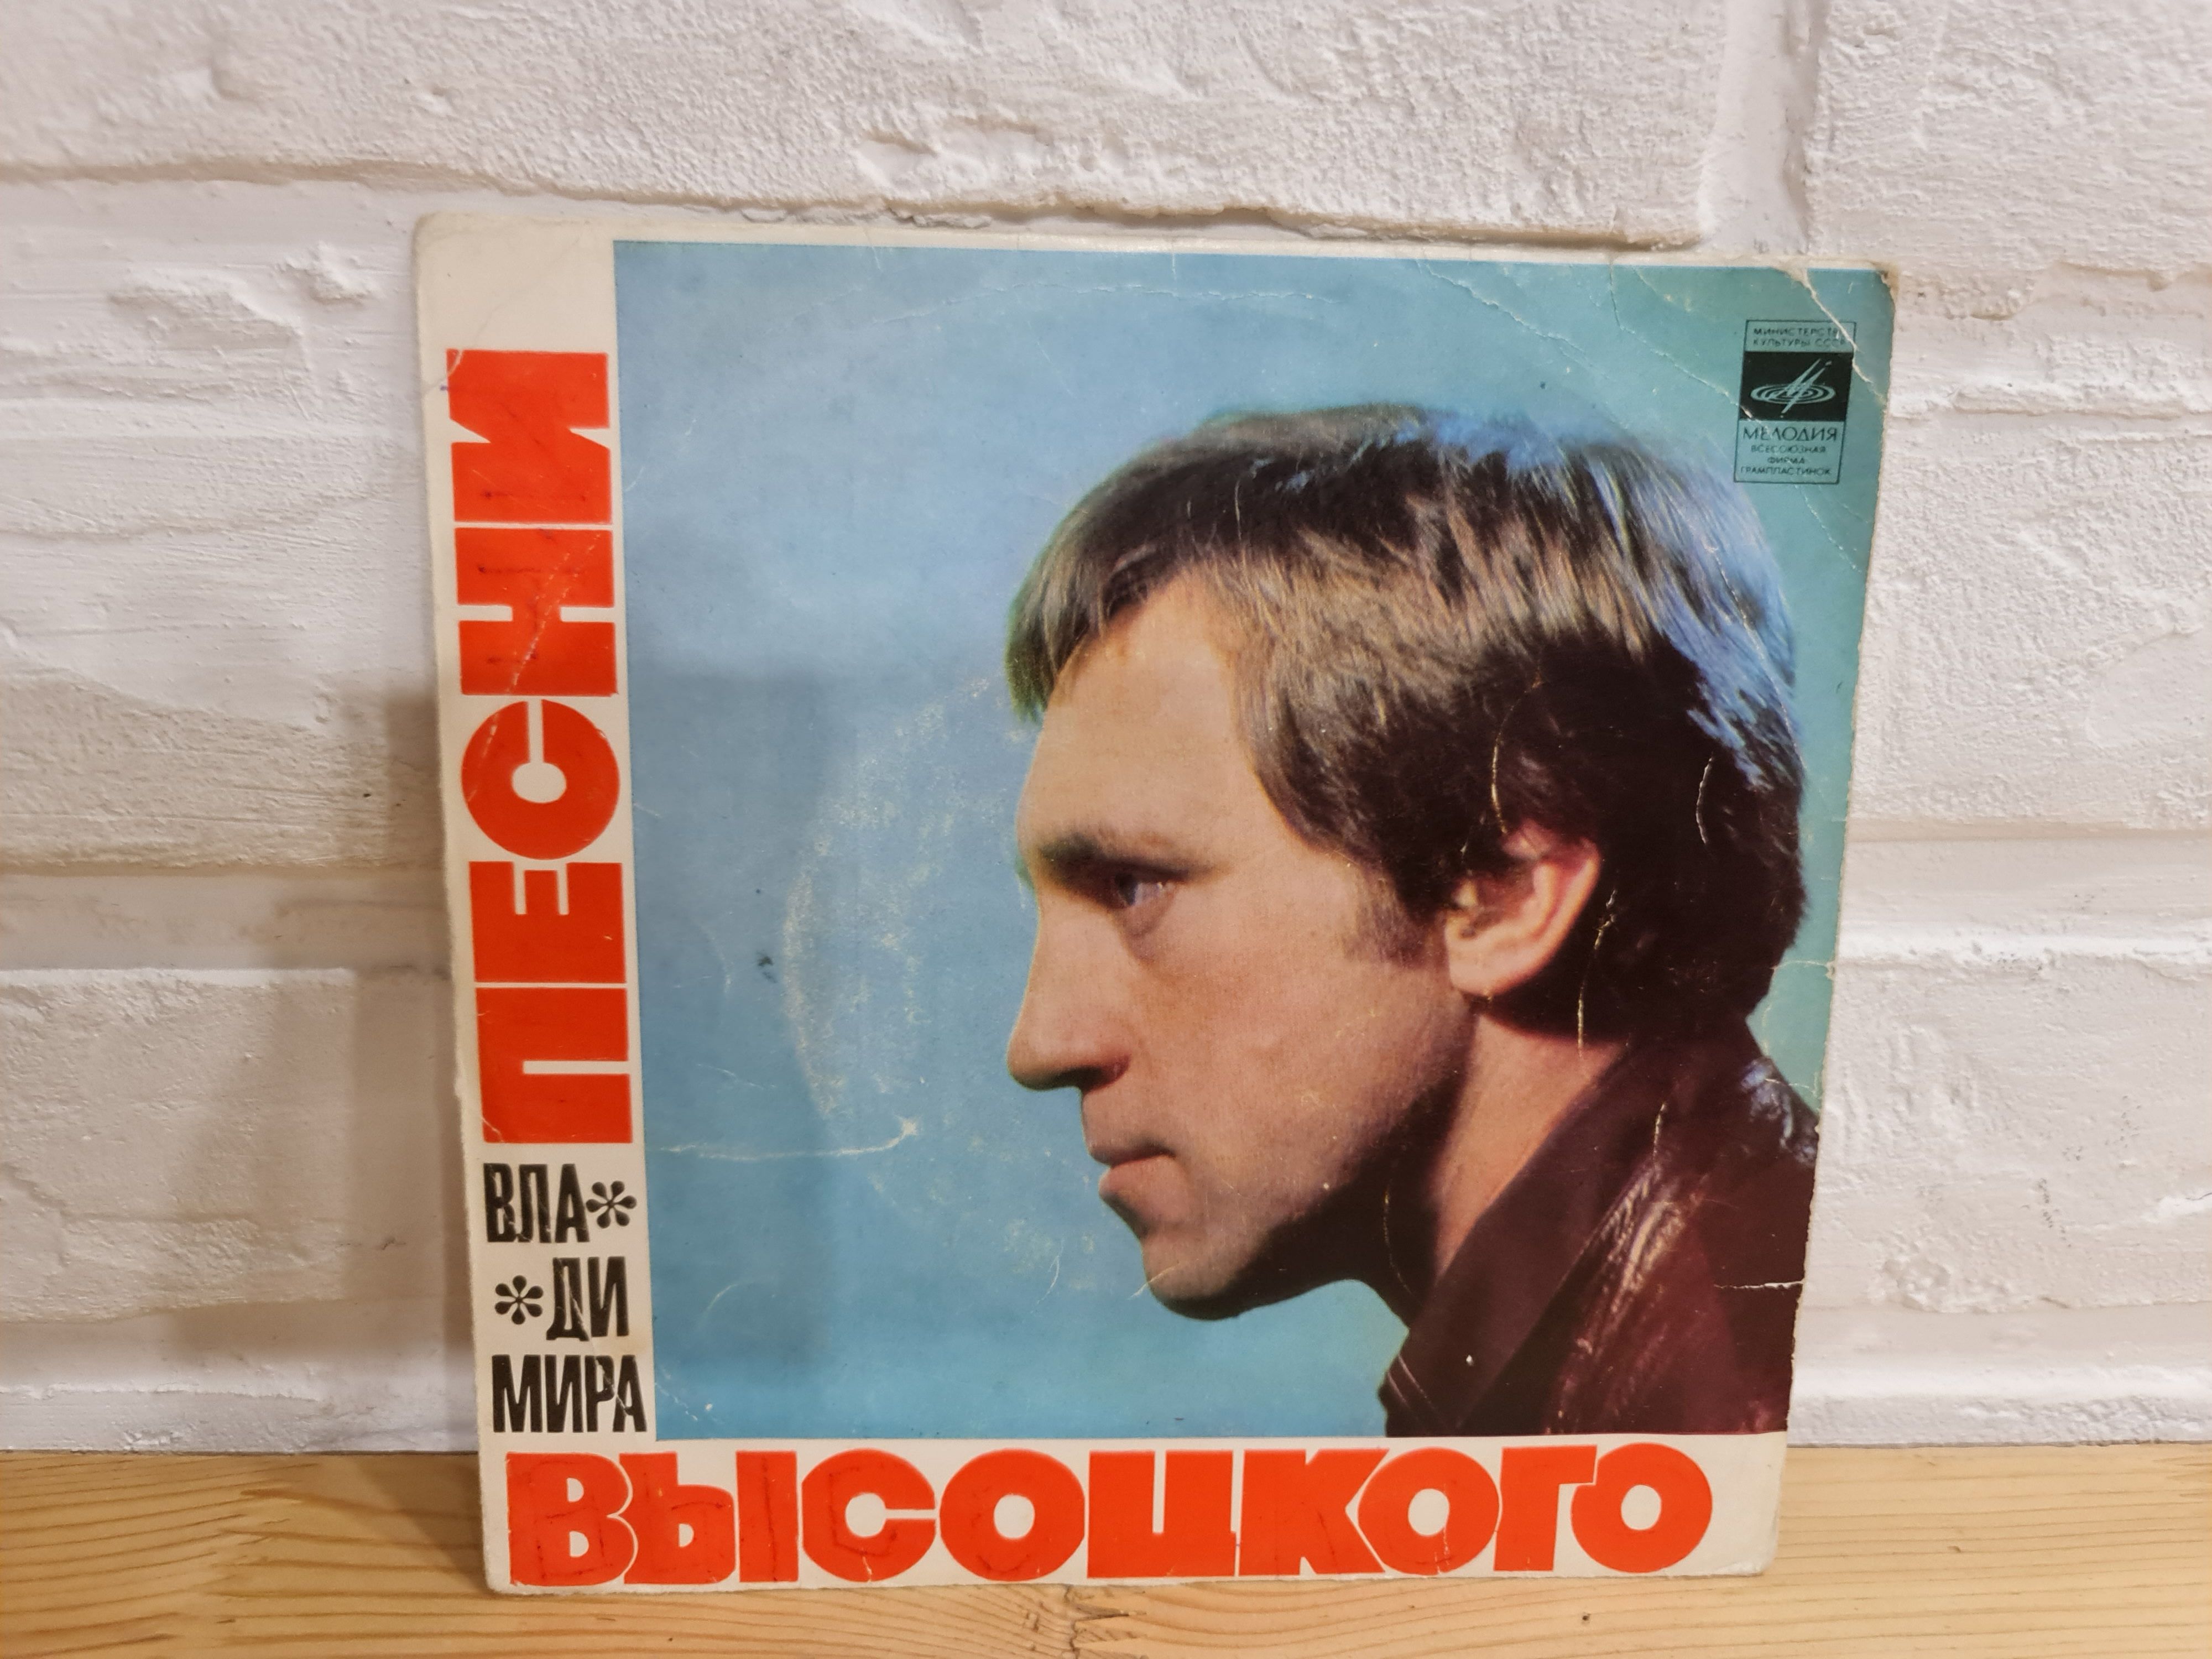 ПЕСНИ
ВЛА*
*ДИ
МИРА
ВЫСОЦКОГО
МИНИСТЕРСТВО
КУЛЬТУРЫ СССР
МЕЛОДИЯ
ВСЕСОЮЗНАЯ
ФИРМА
ГРАМПЛАСТИНОК